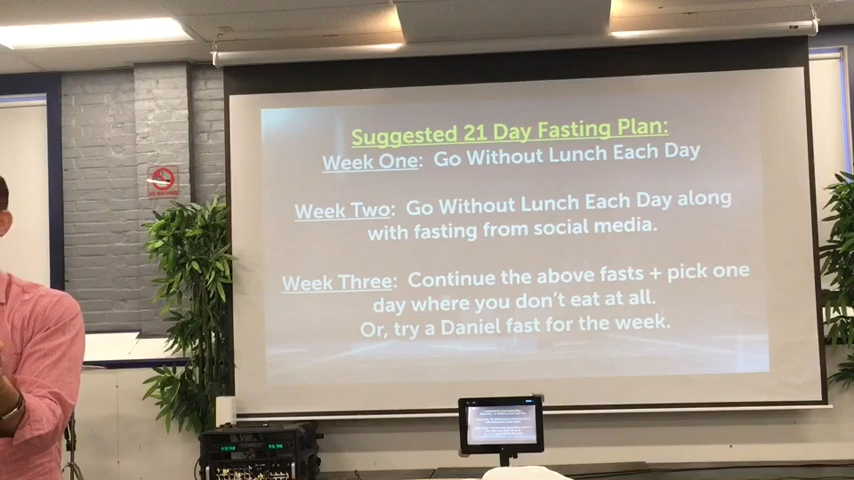 Suggested 21 Day Fasting Plan:
Week One: Go Without Lunch Each Day
Week Two: Go Without Lunch Each Day along
with fasting from social media.
Week Three: Continue the above fasts + pick one
day where you don't eat at all.
Or, try a Daniel fast for the week.